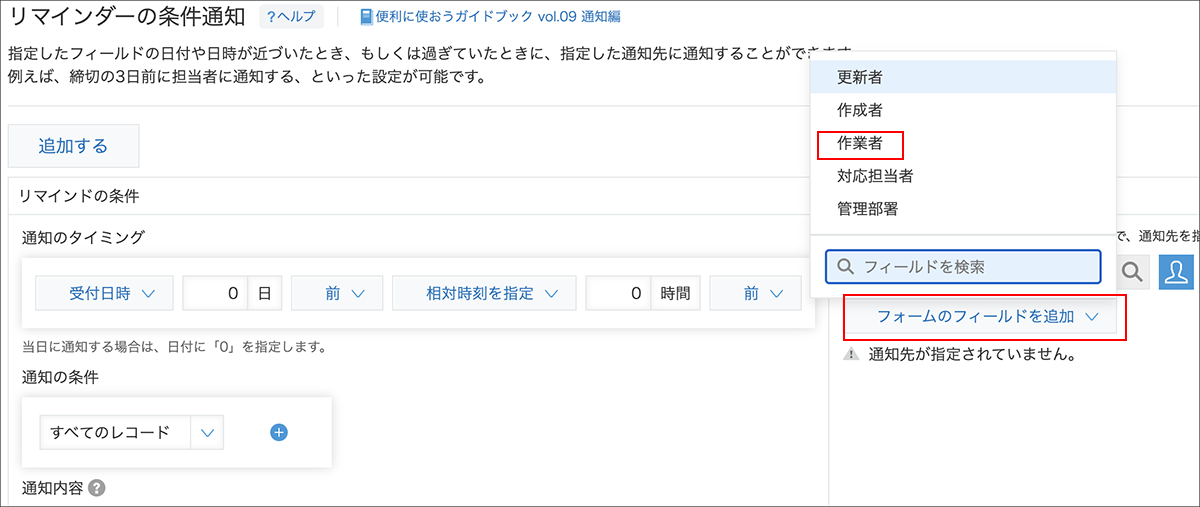 リマインダーの条件通知
?ヘルプ
便利に使おうガイドブック vol.09 通知編
指定したフィールドの日付や日時が近づいたとき、もしくは過ぎていたときに、指定した通知先に通知することができます
例えば、締切の3日前に担当者に通知する、といった設定が可能です。
追加する
リマインドの条件
通知のタイミング
受付日時
0
日
前
相対時刻を指定
0
時間
前
当日に通知する場合は、日付に「0」を指定します。
通知の条件
すべてのレコード
通知内容 ?
更新者
作成者
作業者
対応担当者
管理部署
フィールドを検索
で、通知先を指
フォームのフィールドを追加
通知先が指定されていません。